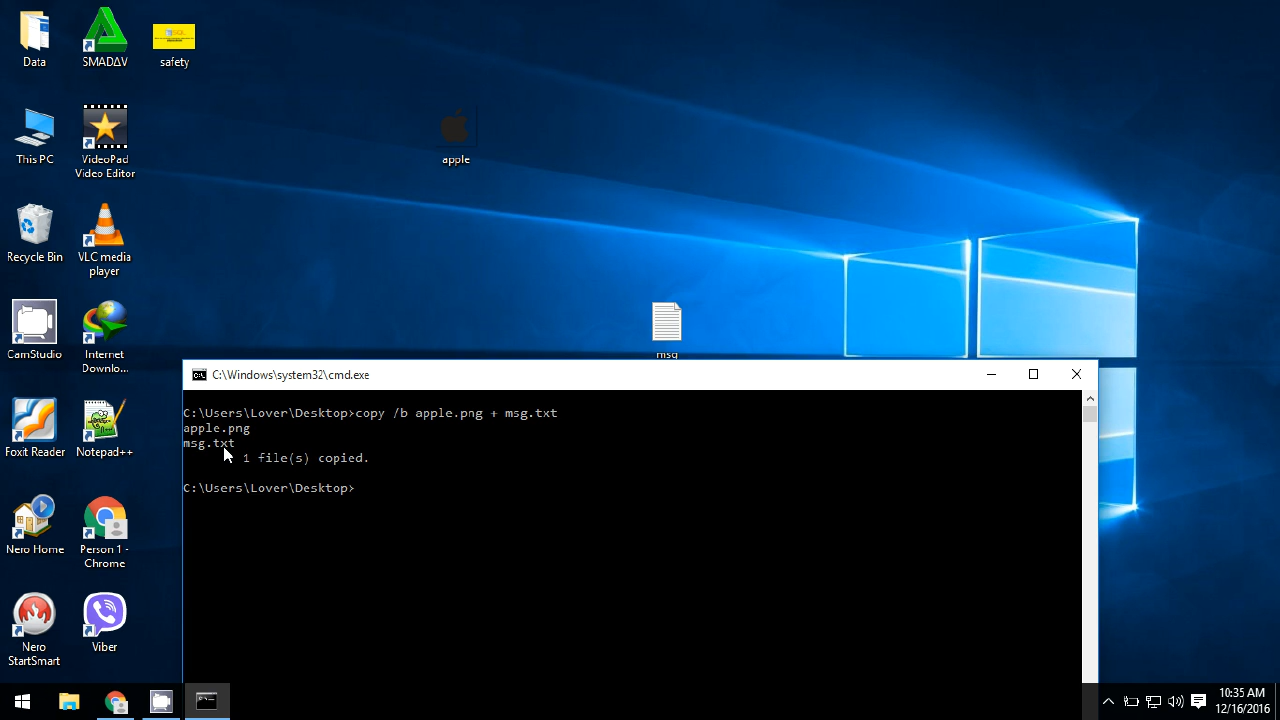 Data
SMADΔV
safety
This PC
VideoPad
Video Editor
apple
Recycle Bin
VLC media
player
CamStudio
Internet
Downlo...
msg
C:\Windows\system32\cmd.exe
C:\Users\Lover\Desktop>copy /b apple.png + msg.txt
apple.png
msg.txt
1 file(s) copied.
C:\Users\Lover\Desktop>
Foxit Reader
Notepad++
Nero Home
Person 1 -
Chrome
Nero
StartSmart
Viber
10:35 AM
12/16/2016